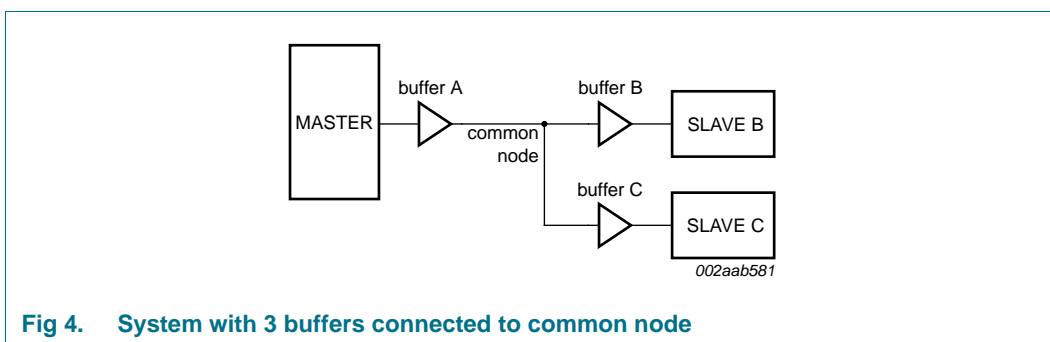 MASTER
buffer A
common
node
buffer B
SLAVE B
buffer C
SLAVE C
002aab581
Fig 4. System with 3 buffers connected to common node